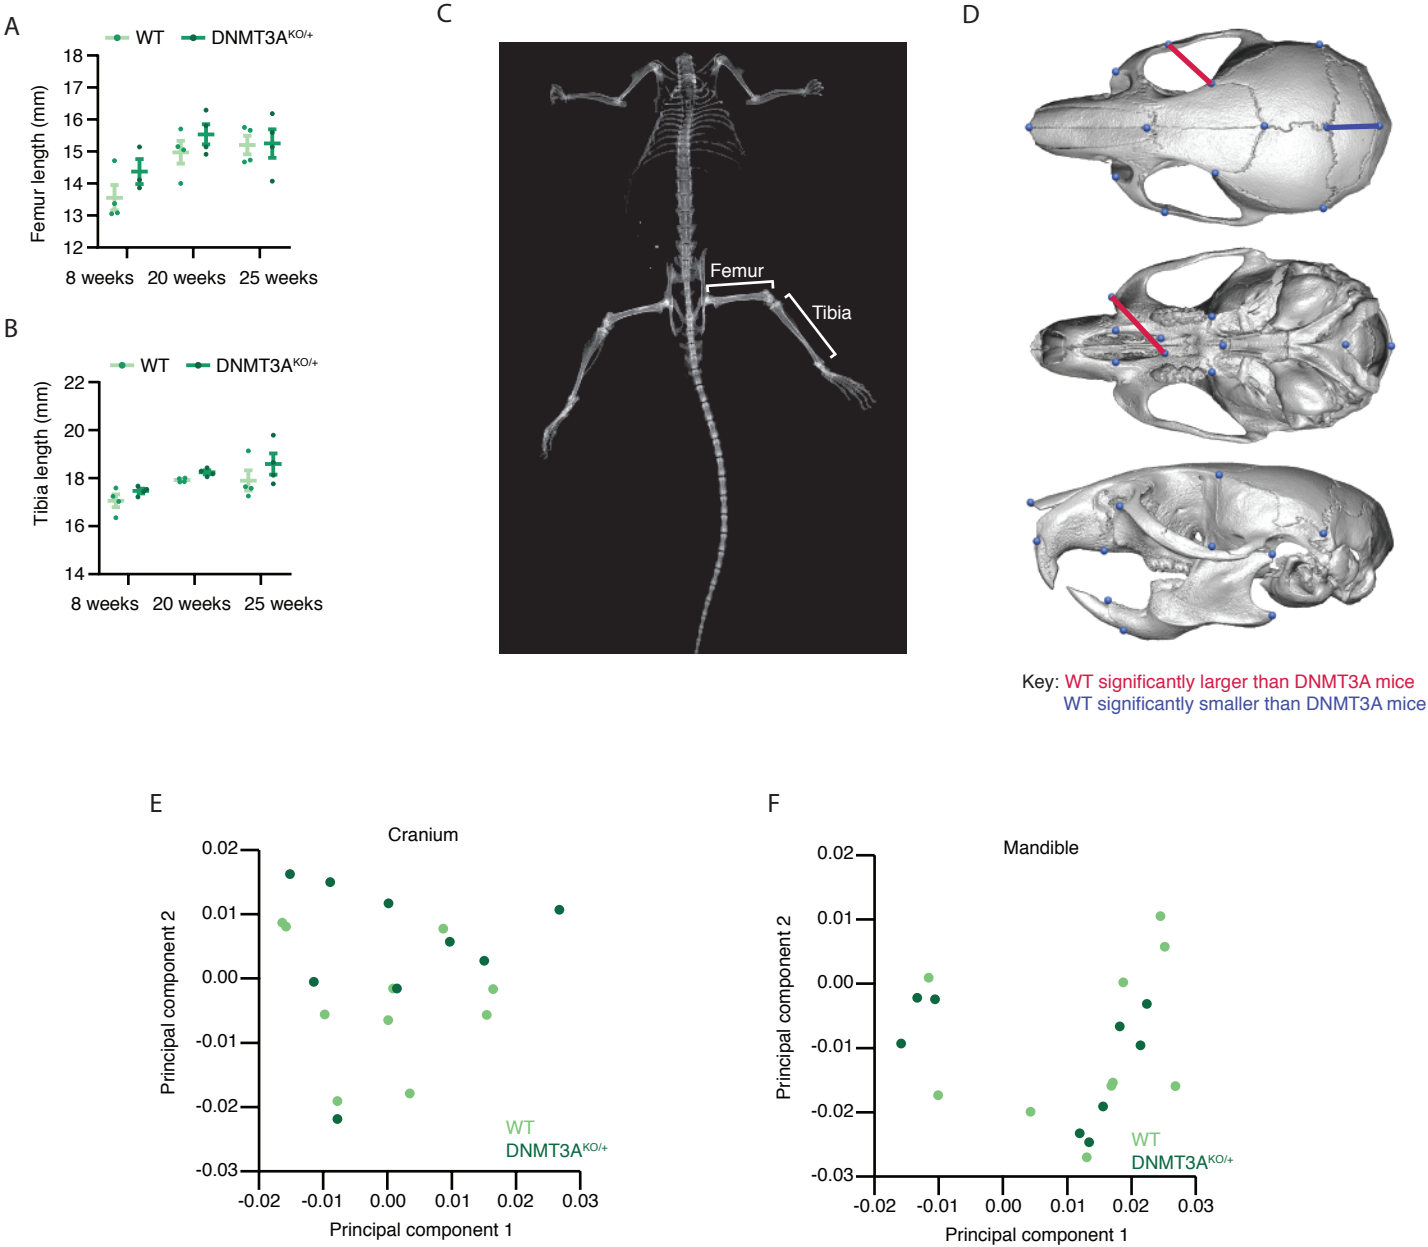 A
WT DNMT3A^KO/+
Femur length (mm)
18
17
16
15
14
13
12
8 weeks 20 weeks 25 weeks
B
WT DNMT3A^KO/+
Tibia length (mm)
22
20
18
16
14
8 weeks 20 weeks 25 weeks
C
Femur
Tibia
D
Key: WT significantly larger than DNMT3A mice
WT significantly smaller than DNMT3A mice
E
Cranium
Principal component 2
0.02
0.01
0.00
-0.01
-0.02
-0.03
WT
DNMT3A^KO/+
-0.02 -0.01 0.00 0.01 0.02 0.03
Principal component 1
F
Mandible
Principal component 2
0.02
0.01
0.00
-0.01
-0.02
-0.03
WT
DNMT3A^KO/+
-0.02 -0.01 0.00 0.01 0.02 0.03
Principal component 1